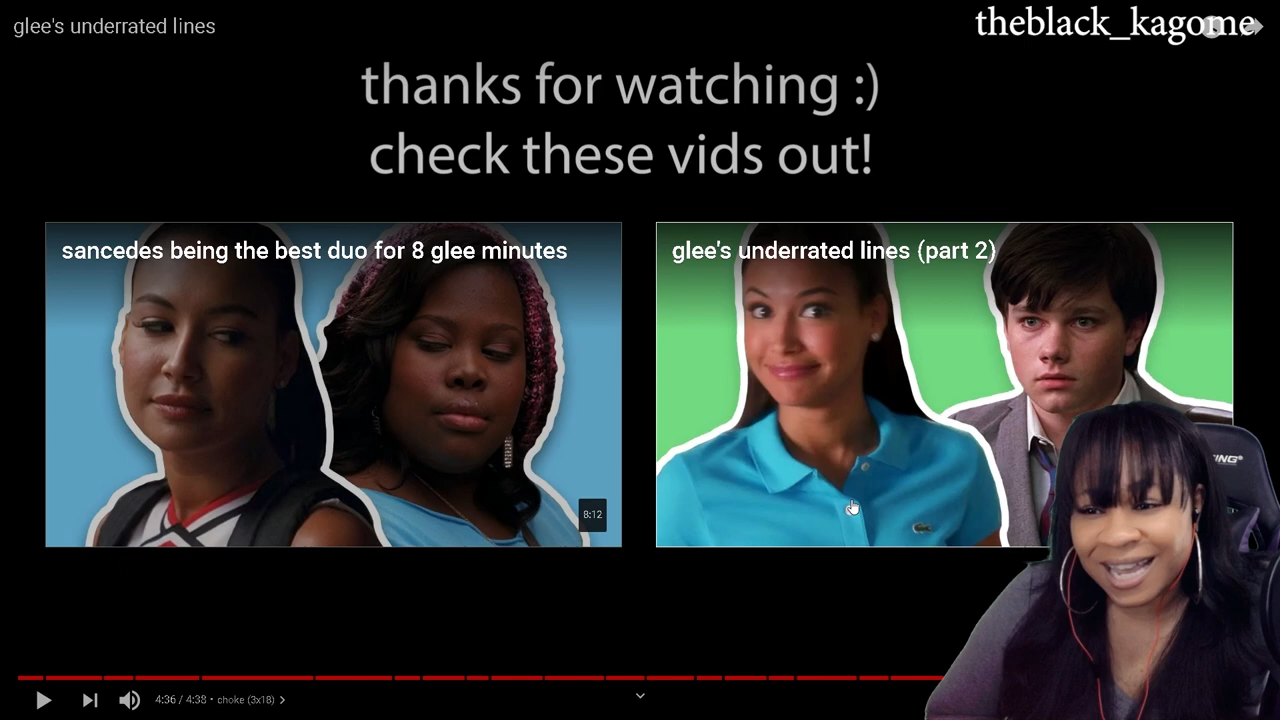 glee's underrated lines
theblack_kagome
thanks for watching :)
check these vids out!
sancedes being the best duo for 8 glee minutes
glee's underrated lines (part 2)
8:12
ING®
4:36 / 4:38 • choke (3x18)